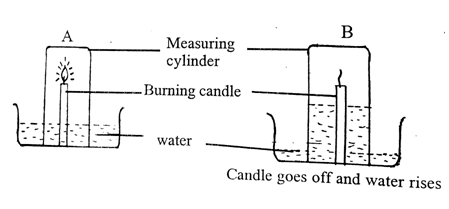 A
B
Measuring
cylinder
Burning candle
water
Candle goes off and water rises